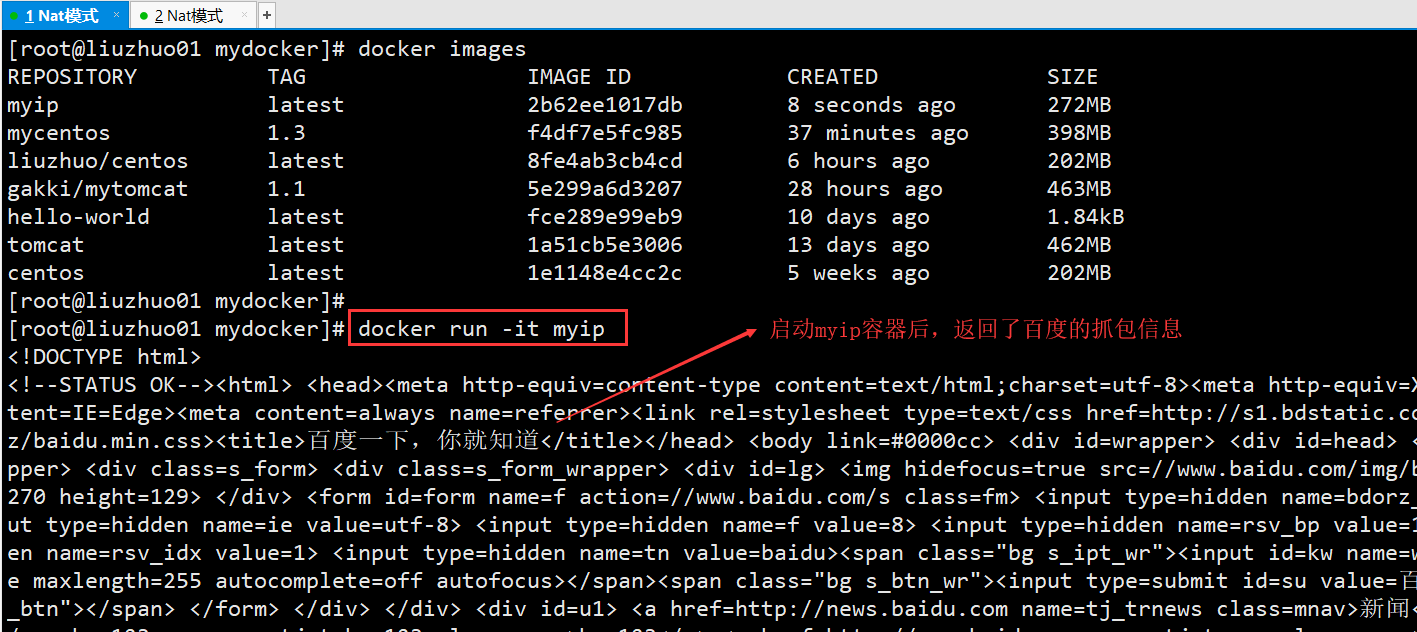 1 Nat模式 × 2 Nat模式 × +
[root@liuzhuo01 mydocker]# docker images
REPOSITORY TAG IMAGE ID CREATED SIZE
myip latest 2b62ee1017db 8 seconds ago 272MB
mycentos 1.3 f4df7e5fc985 37 minutes ago 398MB
liuzhuo/centos latest 8fe4ab3cb4cd 6 hours ago 202MB
gakki/mytomcat 1.1 5e299a6d3207 28 hours ago 463MB
hello-world latest fce289e99eb9 10 days ago 1.84kB
tomcat latest 1a51cb5e3006 13 days ago 462MB
centos latest 1e1148e4cc2c 5 weeks ago 202MB
[root@liuzhuo01 mydocker]#
[root@liuzhuo01 mydocker]# docker run -it myip 启动myip容器后，返回了百度的抓包信息
<!DOCTYPE html>
<!--STATUS OK--><html> <head><meta http-equiv=content-type content=text/html;charset=utf-8><meta http-equiv=X
tent=IE=Edge><meta content=always name=referrer><link rel=stylesheet type=text/css href=http://s1.bdstatic.co
z/baidu.min.css><title>百度一下，你就知道</title></head> <body link=#0000cc> <div id=wrapper> <div id=head> <
pper> <div class=s_form> <div class=s_form_wrapper> <div id=lg> <img hidefocus=true src=//www.baidu.com/img/b
270 height=129> </div> <form id=form name=f action=//www.baidu.com/s class=fm> <input type=hidden name=bdorz_
ut type=hidden name=ie value=utf-8> <input type=hidden name=f value=8> <input type=hidden name=rsv_bp value=1
en name=rsv_idx value=1> <input type=hidden name=tn value=baidu><span class="bg s_ipt_wr"><input id=kw name=w
e maxlength=255 autocomplete=off autofocus></span><span class="bg s_btn_wr"><input type=submit id=su value=百
_btn"></span> </form> </div> </div> <div id=u1> <a href=http://news.baidu.com name=tj_trnews class=mnav>新闻<